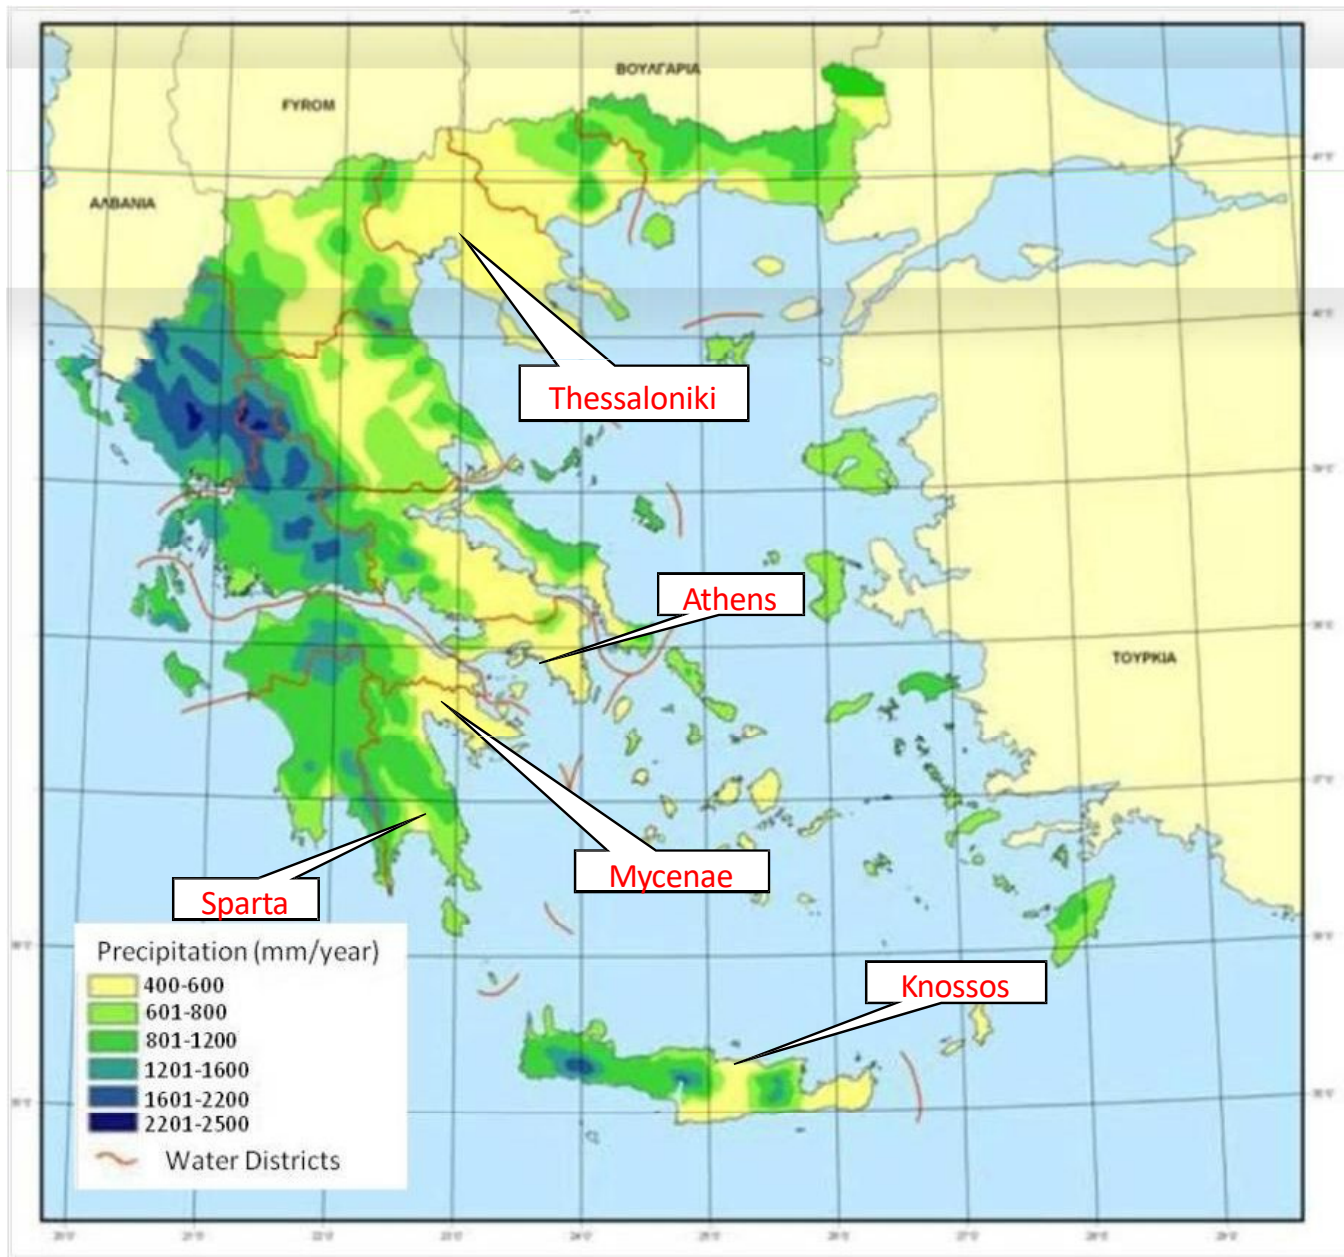 ΒΟΥΛΓΑΡΙΑ
FYROM
ΑΛΒΑΝΙΑ
Thessaloniki
Athens
ΤΟΥΡΚΙΑ
Mycenae
Sparta
Knossos
Precipitation (mm/year)
400-600
601-800
801-1200
1201-1600
1601-2200
2201-2500
Water Districts